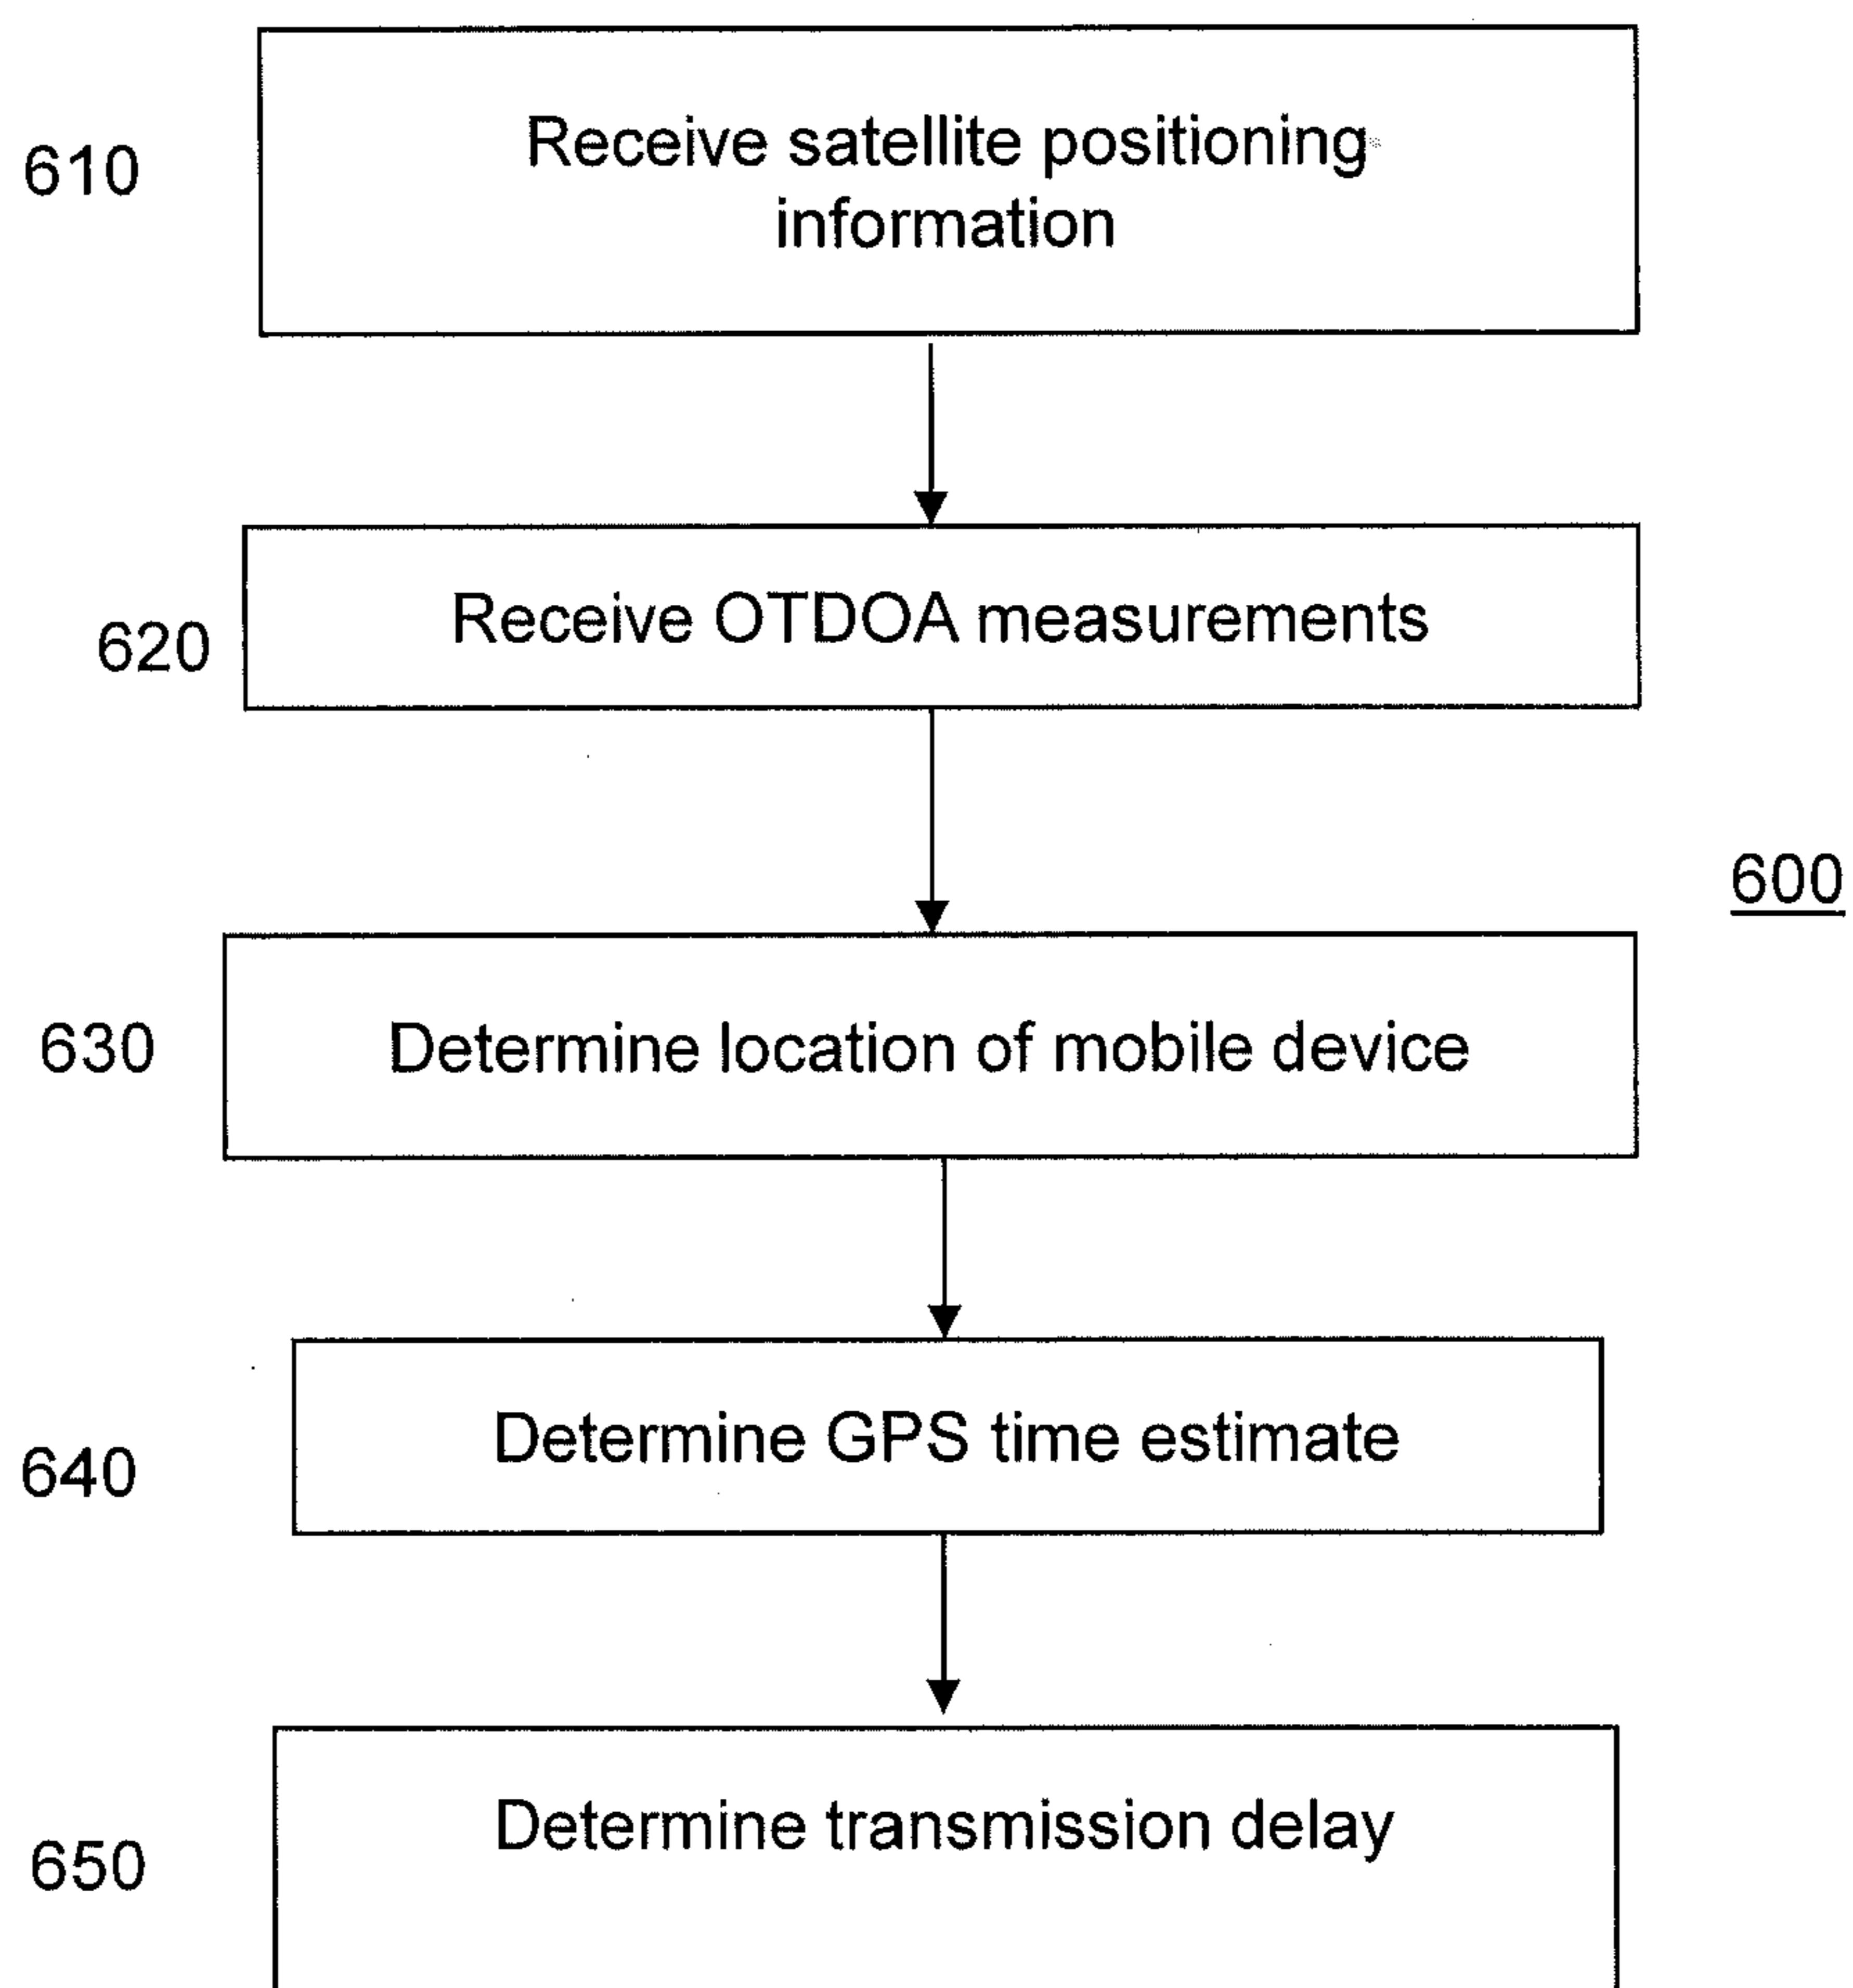 610
Receive satellite positioning
information
620
Receive OTDOA measurements
600
630
Determine location of mobile device
640
Determine GPS time estimate
650
Determine transmission delay